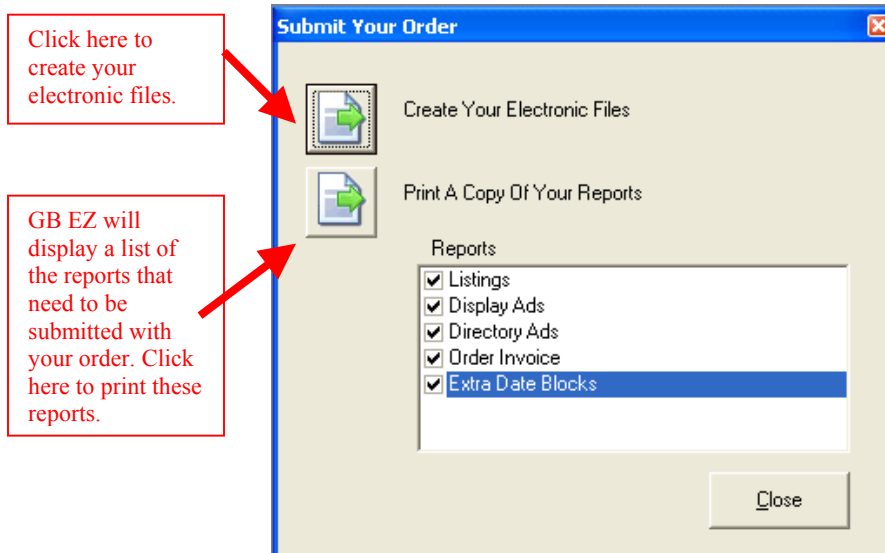 Click here to
create your
electronic files.
GB EZ will
display a list of
the reports that
need to be
submitted with
your order. Click
here to print these
reports.
Submit Your Order
Create Your Electronic Files
Print A Copy Of Your Reports
Reports
Listings
Display Ads
Directory Ads
Order Invoice
Extra Date Blocks
Close